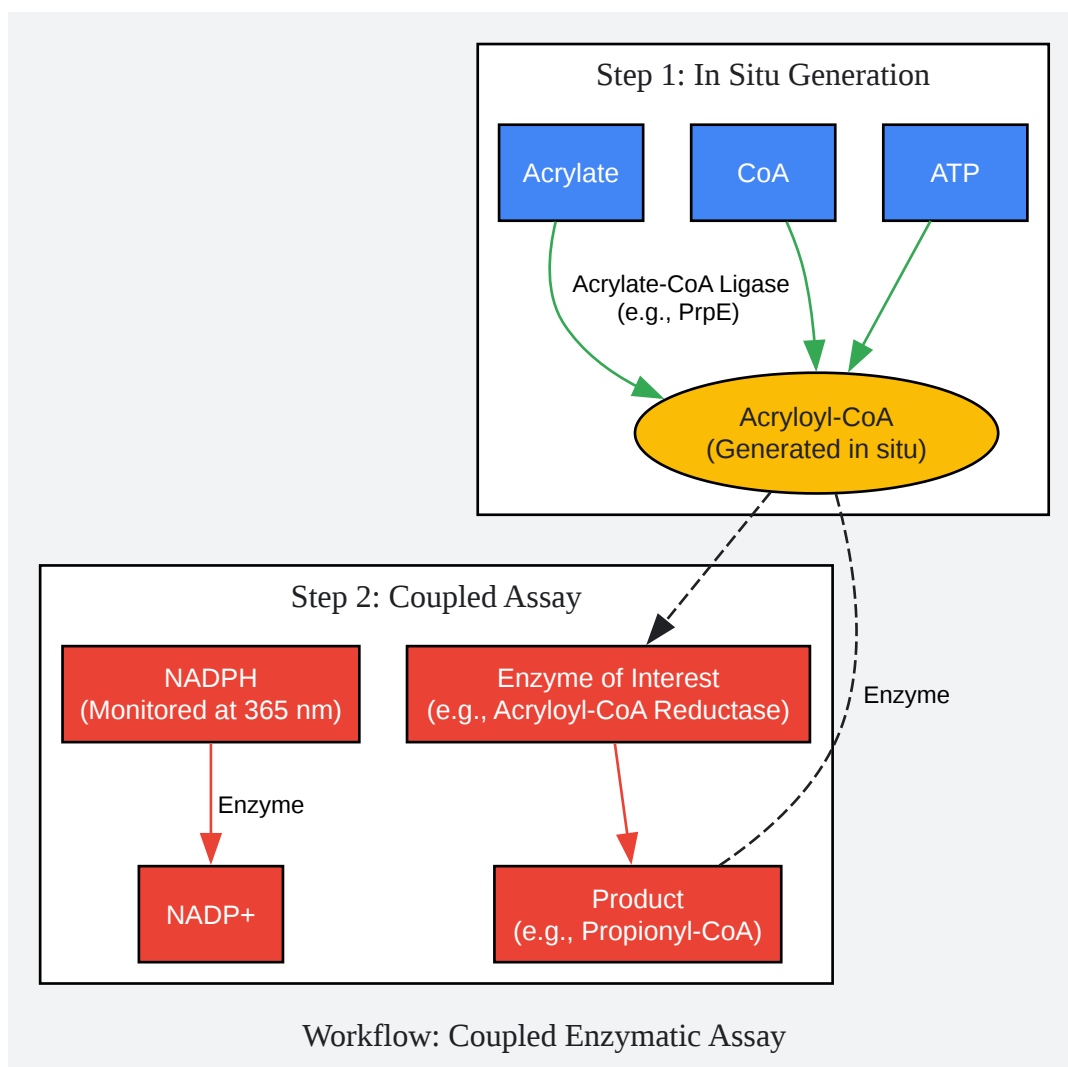 Step 1: In Situ Generation
Acrylate
CoA
ATP
Acrylate-CoA Ligase
(e.g., PrpE)
Acryloyl-CoA
(Generated in situ)
Step 2: Coupled Assay
NADPH
(Monitored at 365 nm)
Enzyme of Interest
(e.g., Acryloyl-CoA Reductase)
Enzyme
Enzyme
NADP+
Product
(e.g., Propionyl-CoA)
Workflow: Coupled Enzymatic Assay